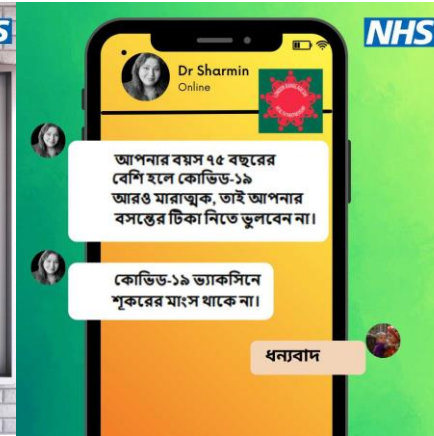 NHS
Dr Sharmin
Online
আপনার বয়স ৭৫ বছরের
বেশি হলে কোভিড-১৯
আরও মারাত্মক, তাই আপনার
বসন্তের টিকা নিতে ভুলবেন না।
কোভিড-১৯ ভ্যাকসিনে
শূকরের মাংস থাকে না।
ধন্যবাদ